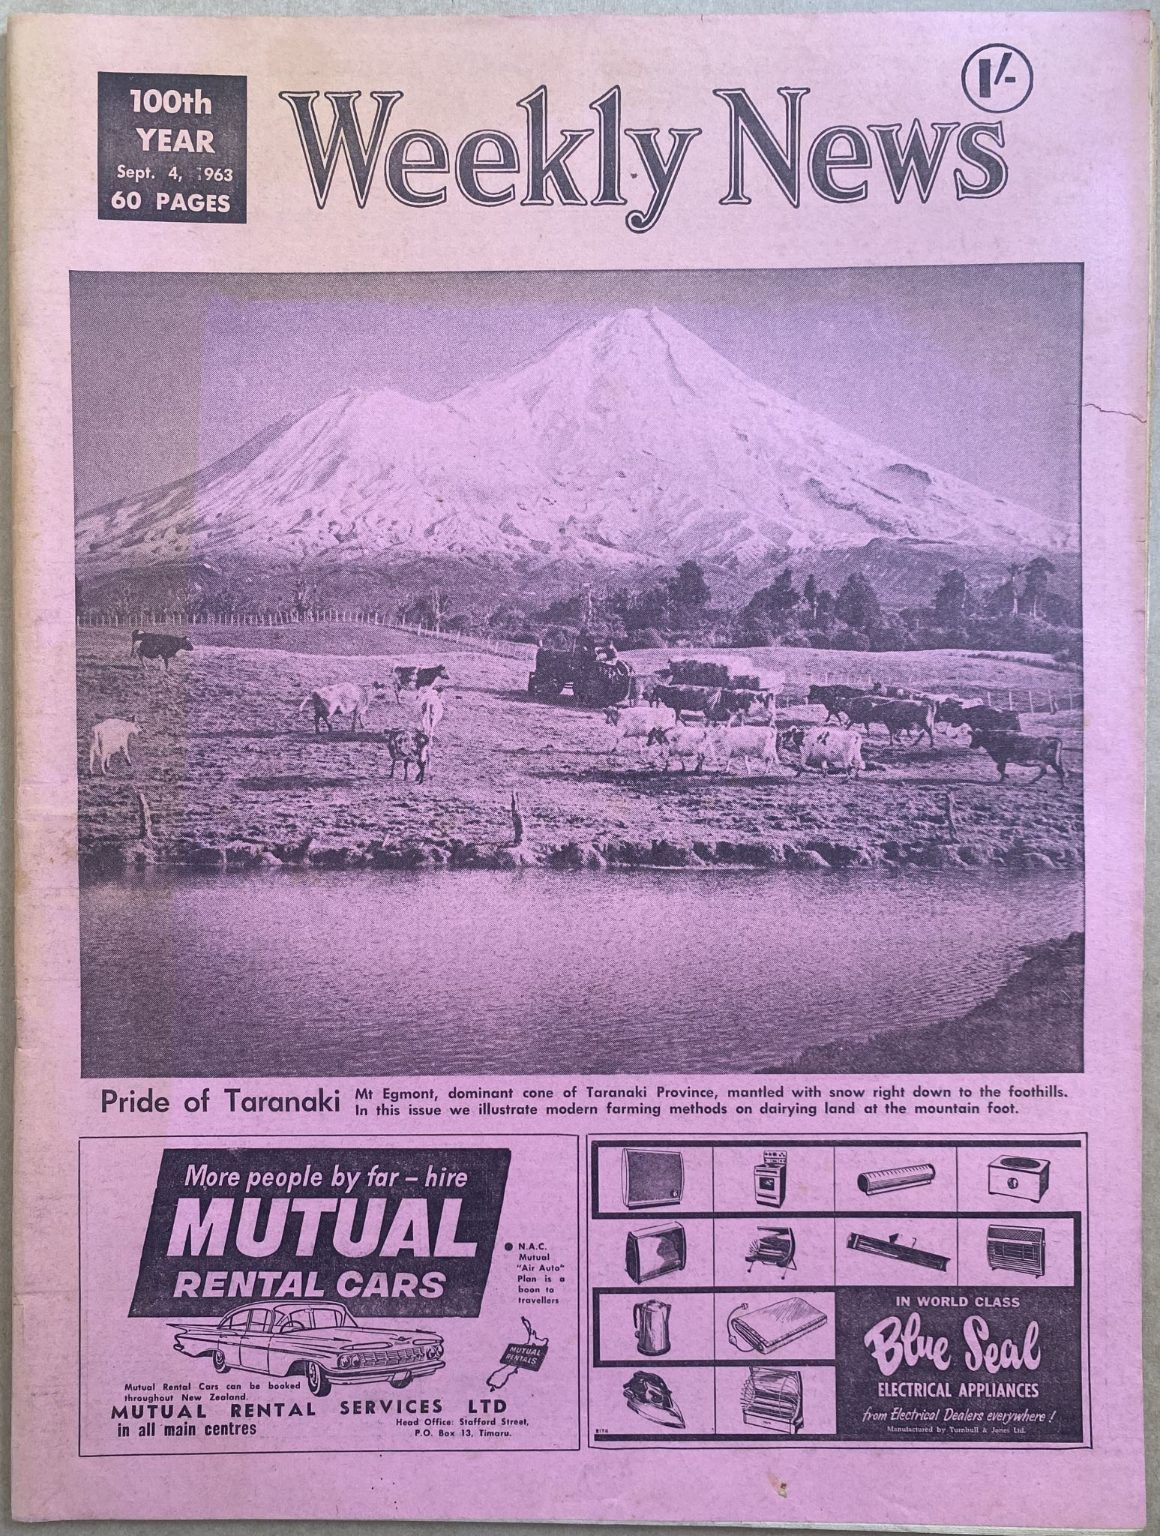 100th
YEAR
Sept. 4, 1963
60 PAGES
Weekly News
1/-
Pride of Taranaki
Mt Egmont, dominant cone of Taranaki Province, mantled with snow right down to the foothills.
In this issue we illustrate modern farming methods on dairying land at the mountain foot.
More people by far – hire
MUTUAL
RENTAL CARS
● N.A.C.
Mutual
"Air Auto"
Plan is a
boon to
travellers
MUTUAL
RENTALS
Mutual Rental Cars can be booked
throughout New Zealand.
MUTUAL RENTAL SERVICES LTD
in all main centres
Head Office: Stafford Street,
P.O. Box 13, Timaru.
IN WORLD CLASS
Blue Seal
ELECTRICAL APPLIANCES
from Electrical Dealers everywhere!
Manufactured by Turnbull & Jones Ltd.